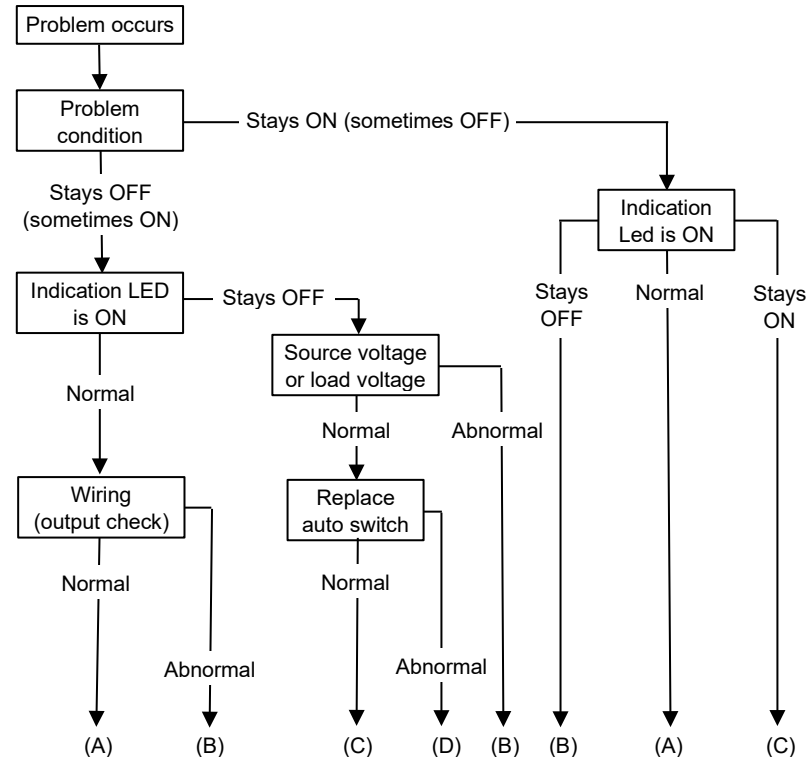 Problem occurs
Problem
condition
Stays ON (sometimes OFF)
Stays OFF
(sometimes ON)
Indication
Led is ON
Indication LED
is ON
Stays OFF
Stays
OFF
Normal
Stays
ON
Source voltage
or load voltage
Normal
Normal
Abnormal
Wiring
(output check)
Replace
auto switch
Normal
Normal
Abnormal
Abnormal
(A)
(B)
(C)
(D)
(B)
(B)
(A)
(C)